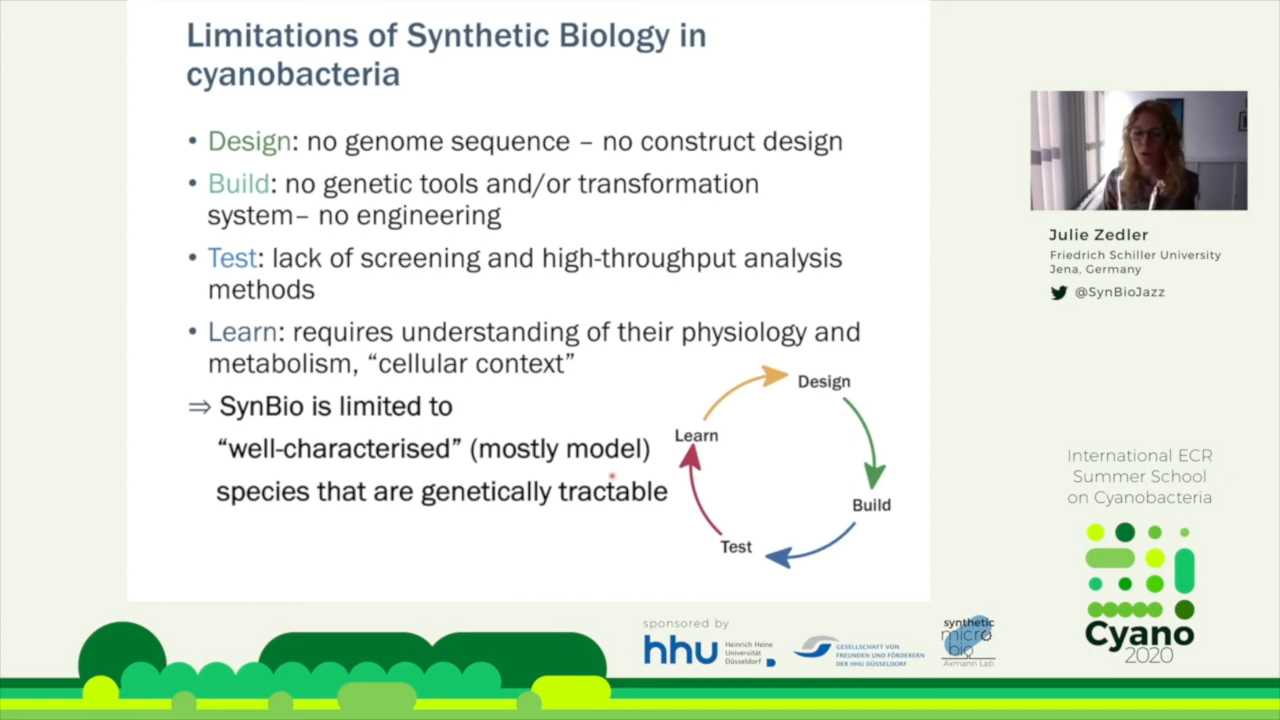 Limitations of Synthetic Biology in
cyanobacteria
• Design: no genome sequence – no construct design
• Build: no genetic tools and/or transformation
system– no engineering
• Test: lack of screening and high-throughput analysis
methods
• Learn: requires understanding of their physiology and
metabolism, “cellular context”
⇒ SynBio is limited to
“well-characterised” (mostly model)
species that are genetically tractable
Design
Learn
Build
Test
Julie Zedler
Friedrich Schiller University
Jena, Germany
@SynBioJazz
International ECR
Summer School
on Cyanobacteria
Cyano
2020
sponsored by
hhu
Heinrich Heine
Universität
Düsseldorf
GESELLSCHAFT VON
FREUNDEN UND FÖRDERERN
DER HHU DÜSSELDORF
synthetic
micro
bio
Axmann Lab